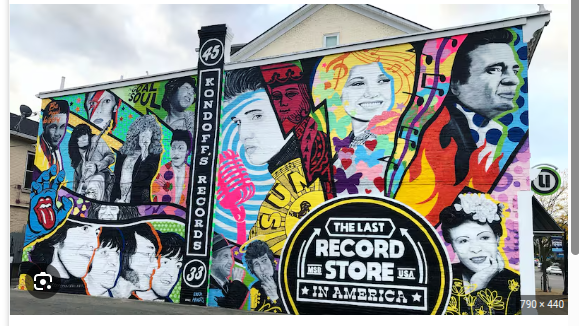 45
KONDOFF'S RECORDS
33
SOUL
SUN
THE LAST
RECORD
MSR STORE USA
IN AMERICA
U
790 × 440